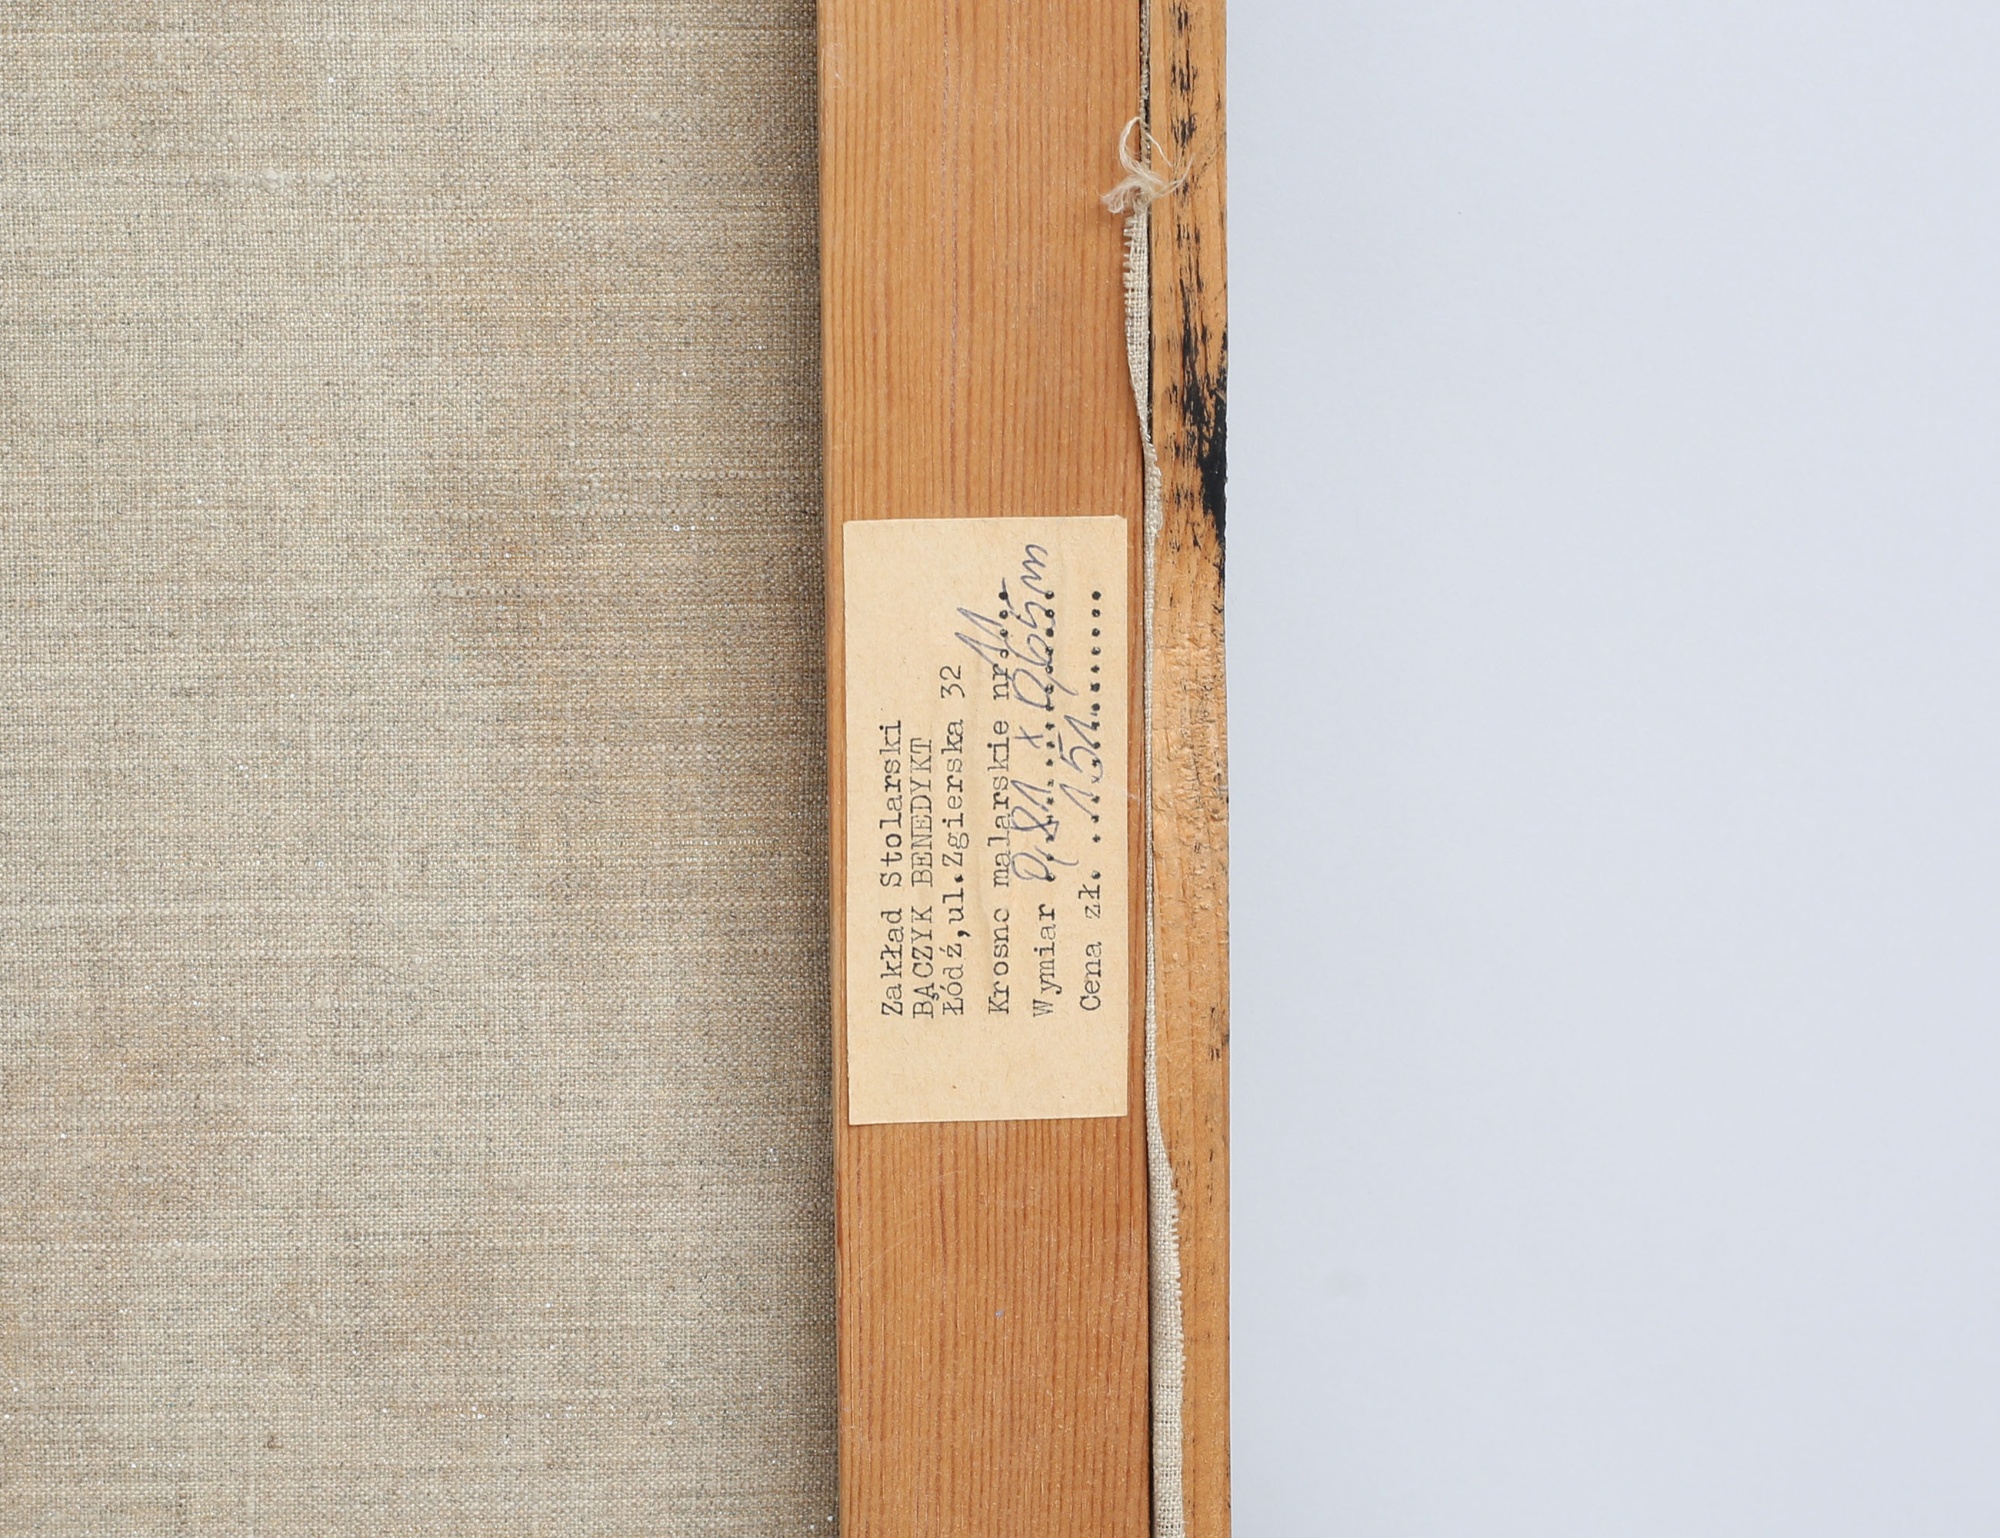 Zakład Stolarski
BĄCZYK BENEDYKT
Łódź,ul.Zgierska 32
Krosno malarskie nr.11..
Wymiar 0,81 x 0,65m
Cena zł. ..151.-.......